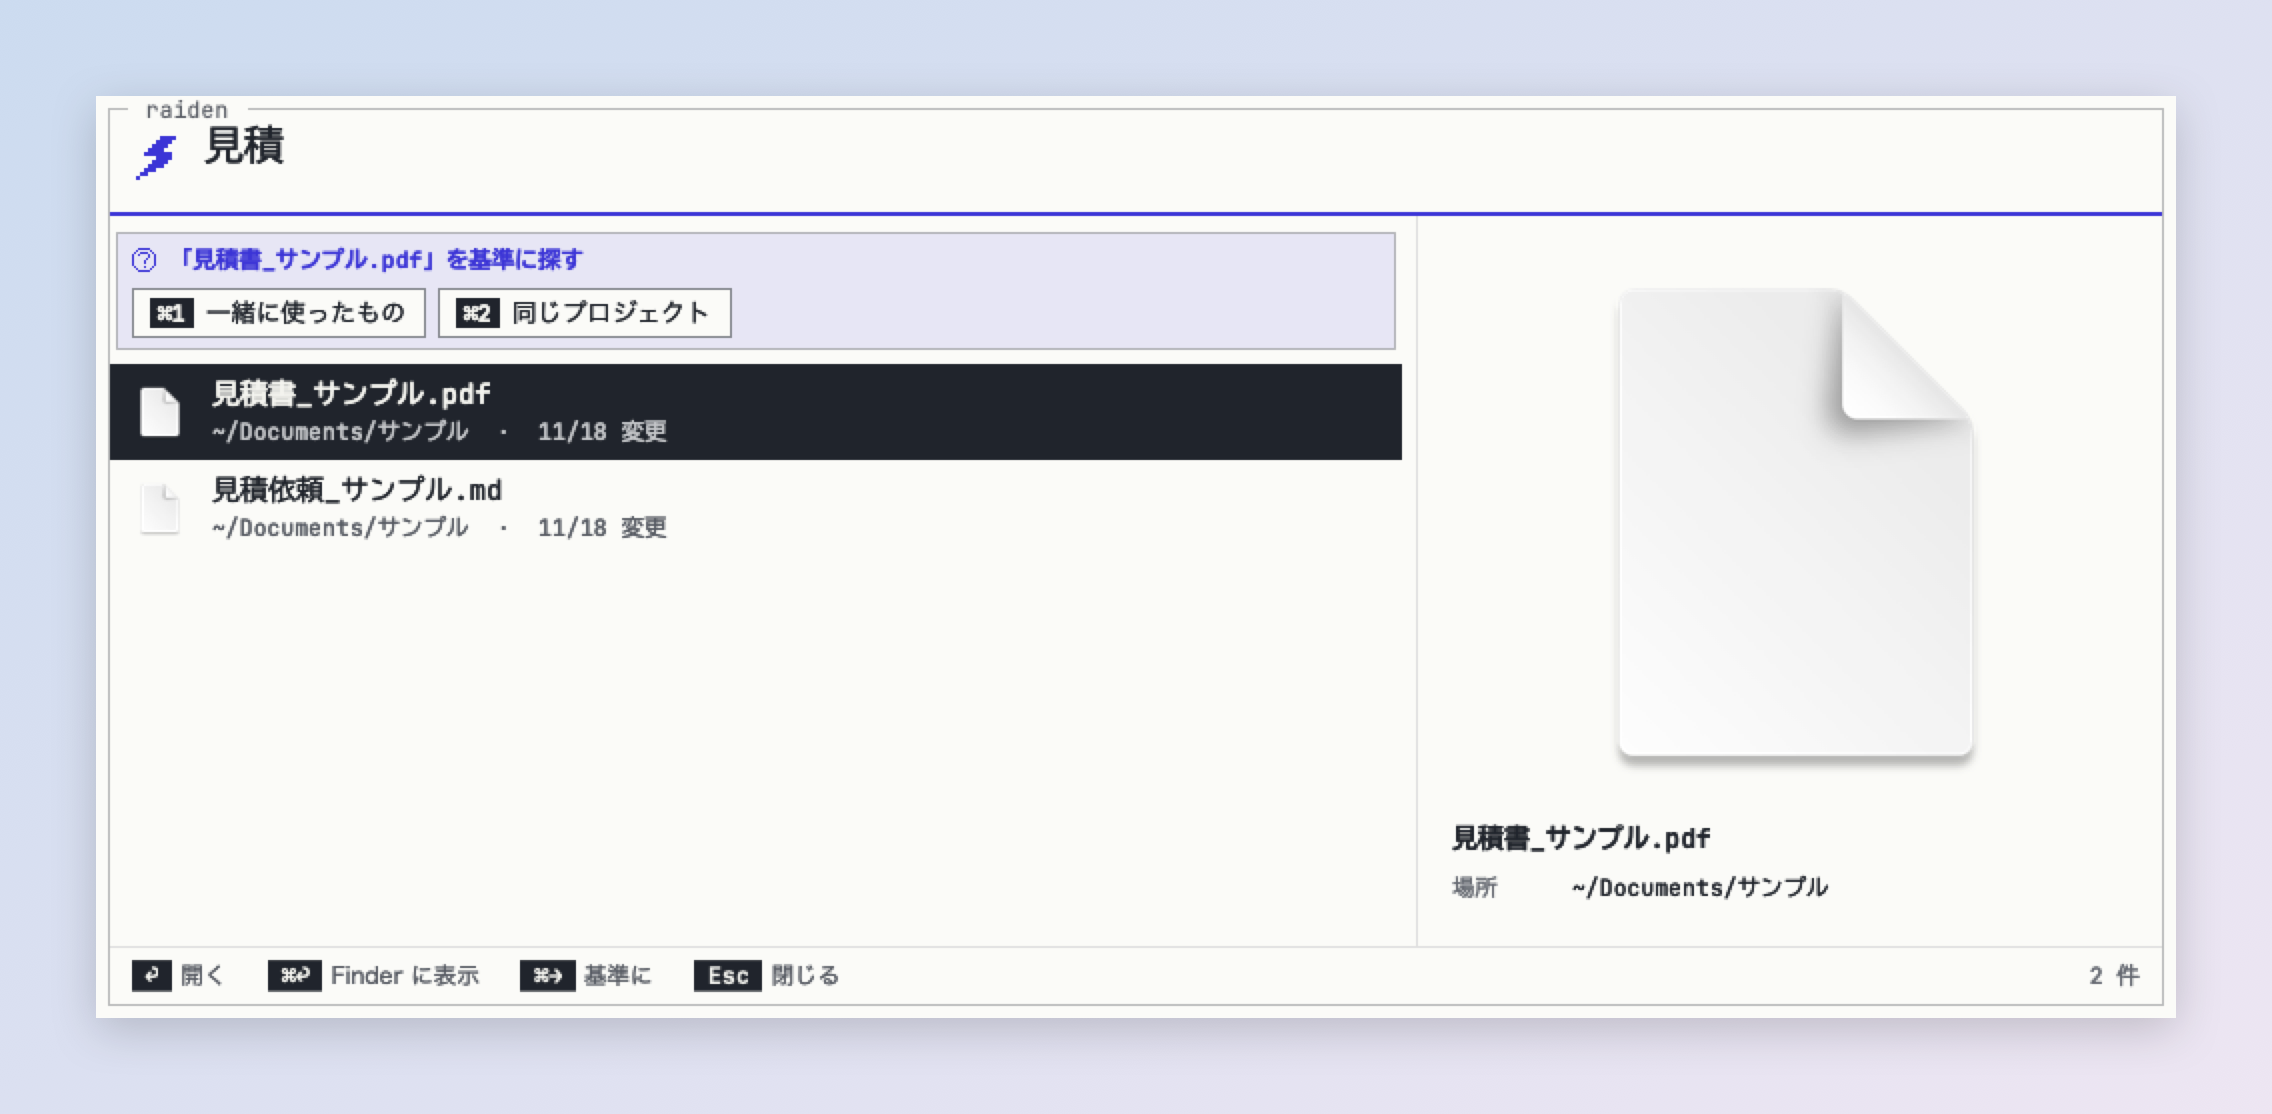 raiden
見積
? 「見積書_サンプル.pdf」を基準に探す
⌘1 一緒に使ったもの ⌘2 同じプロジェクト
見積書_サンプル.pdf
~/Documents/サンプル · 11/18 変更
見積依頼_サンプル.md
~/Documents/サンプル · 11/18 変更
見積書_サンプル.pdf
場所 ~/Documents/サンプル
⏎ 開く ⌘⏎ Finder に表示 ⌘→ 基準に Esc 閉じる 2 件